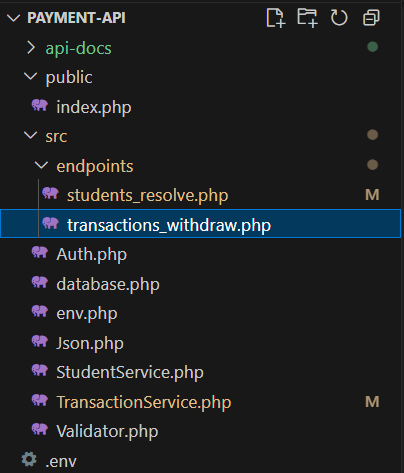 PAYMENT-API
api-docs
public
index.php
src
endpoints
students_resolve.php M
transactions_withdraw.php
Auth.php
database.php
env.php
Json.php
StudentService.php
TransactionService.php M
Validator.php
.env